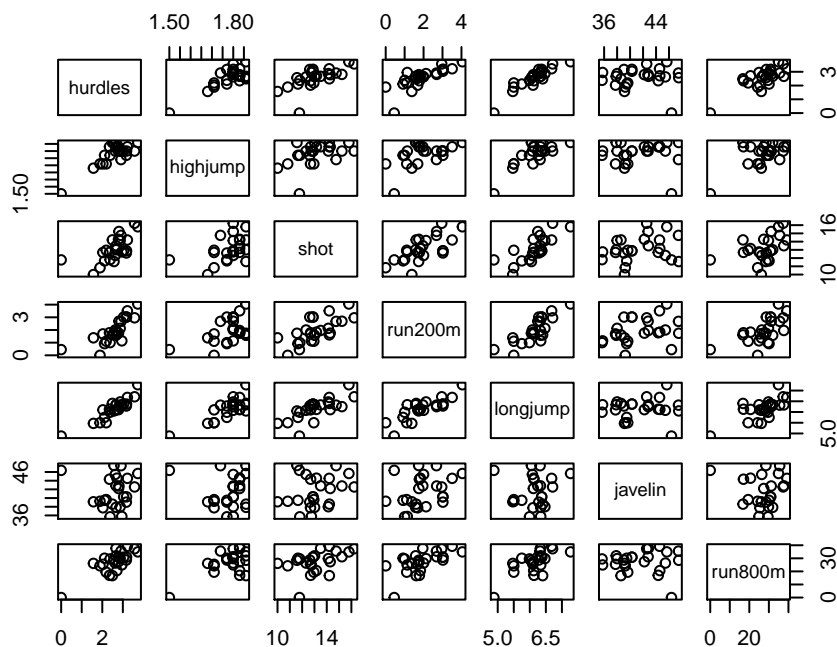 1.50 1.80 0 2 4 36 44
hurdles 0 3
1.50 highjump
shot 10 16
0 3 run200m
longjump 5.0
36 46 javelin
run800m 0 30
0 2 10 14 5.0 6.5 0 20